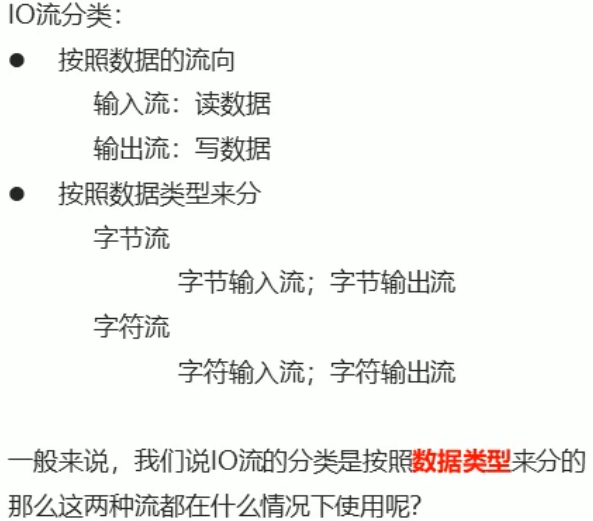 IO流分类：
● 按照数据的流向
输入流：读数据
输出流：写数据
● 按照数据类型来分
字节流
字节输入流；字节输出流
字符流
字符输入流；字符输出流
一般来说，我们说IO流的分类是按照数据类型来分的
那么这两种流都在什么情况下使用呢?